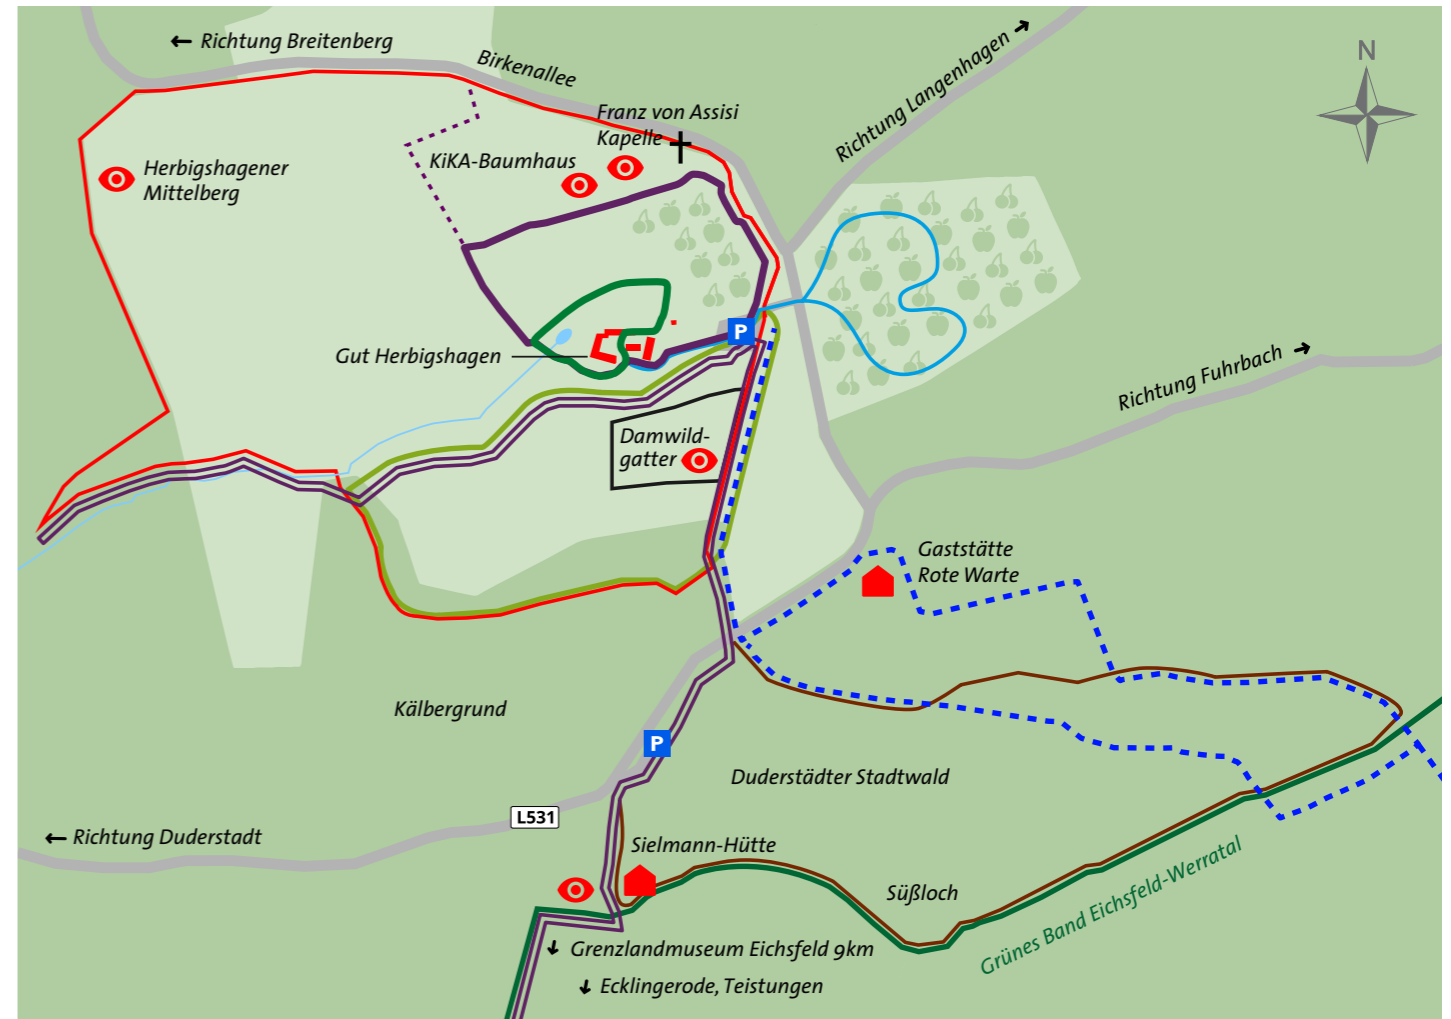 ← Richtung Breitenberg
Birkenallee
Richtung Langenhagen →
N
Franz von Assisi
Kapelle
KiKA-Baumhaus
Herbigshagener
Mittelberg
P
Gut Herbigshagen
Richtung Fuhrbach →
Damwild-
gatter
Gaststätte
Rote Warte
Kälbergrund
P
Duderstädter Stadtwald
L531
← Richtung Duderstadt
Sielmann-Hütte
Süßloch
Grünes Band Eichsfeld-Werratal
↓ Grenzlandmuseum Eichsfeld 9km
↓ Ecklingerode, Teistungen